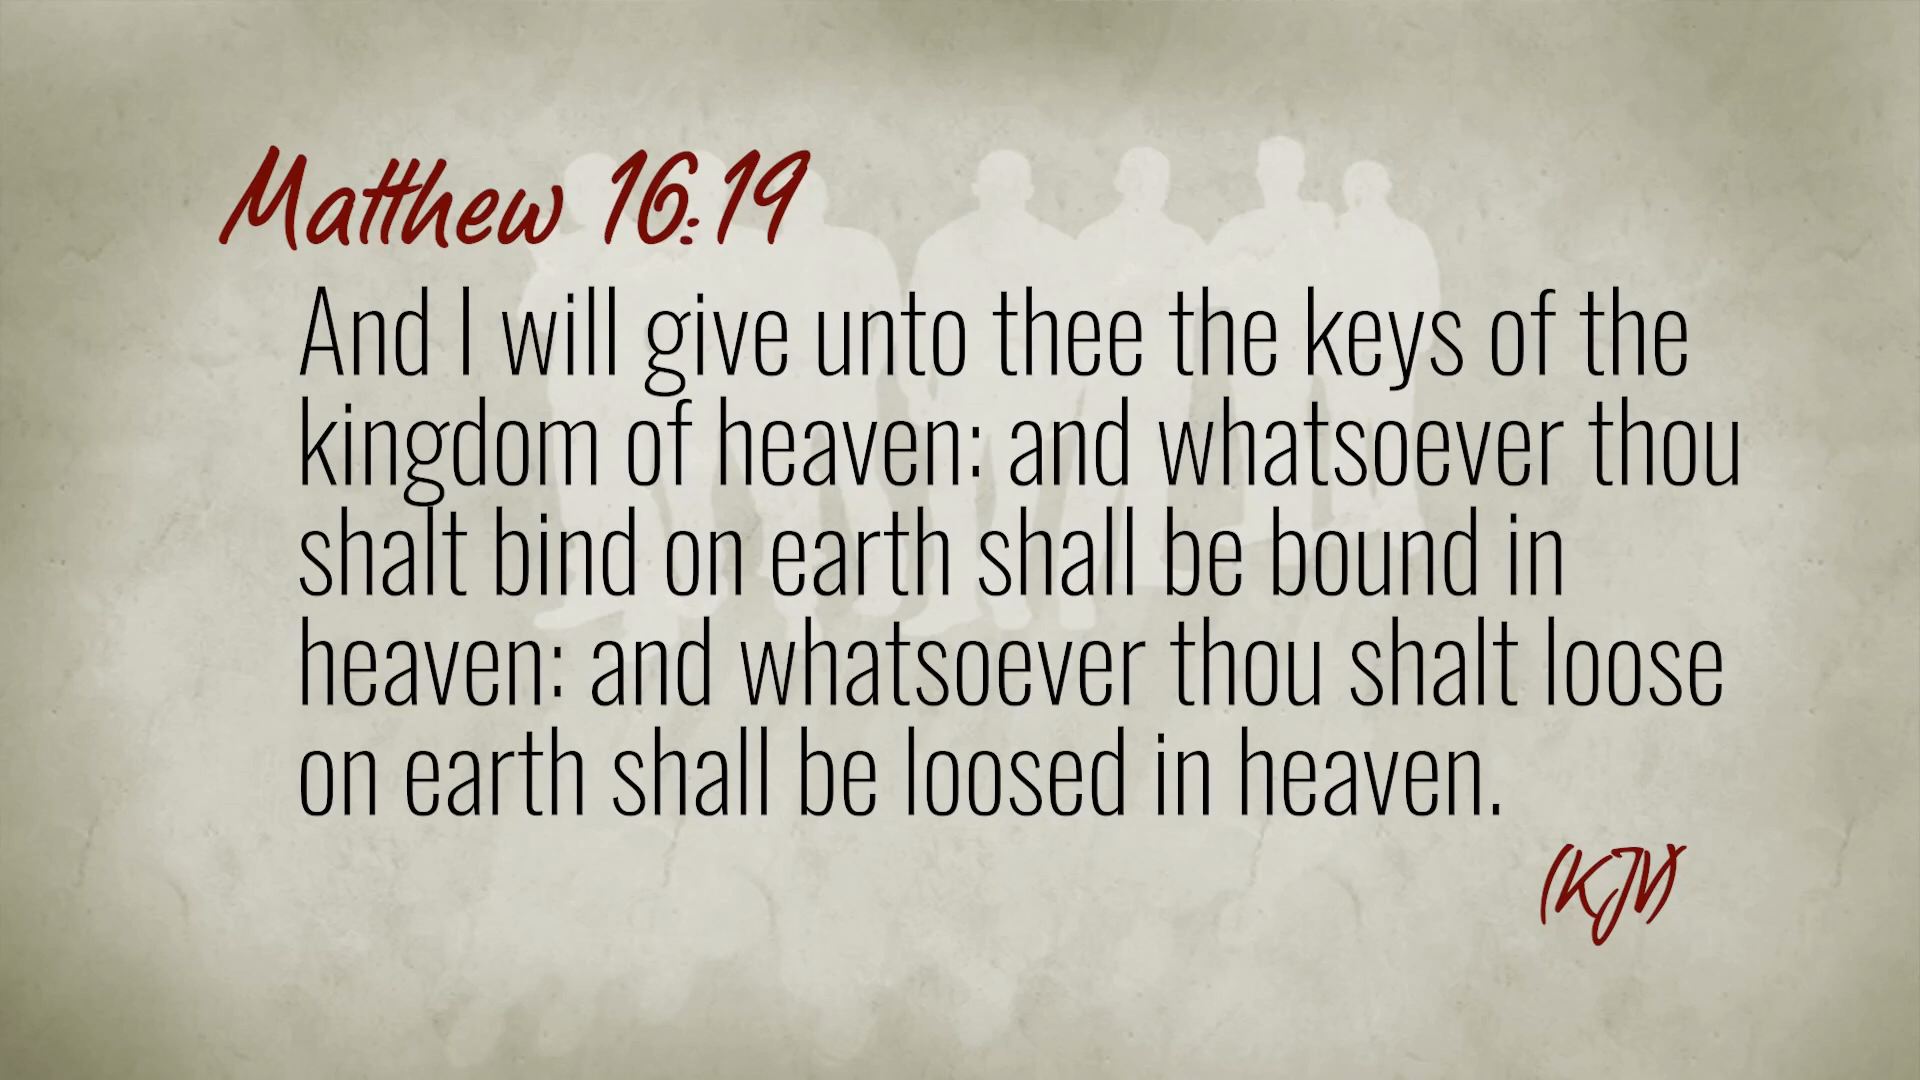 Matthew 16:19
And I will give unto thee the keys of the
kingdom of heaven: and whatsoever thou
shalt bind on earth shall be bound in
heaven: and whatsoever thou shalt loose
on earth shall be loosed in heaven.
(KJV)